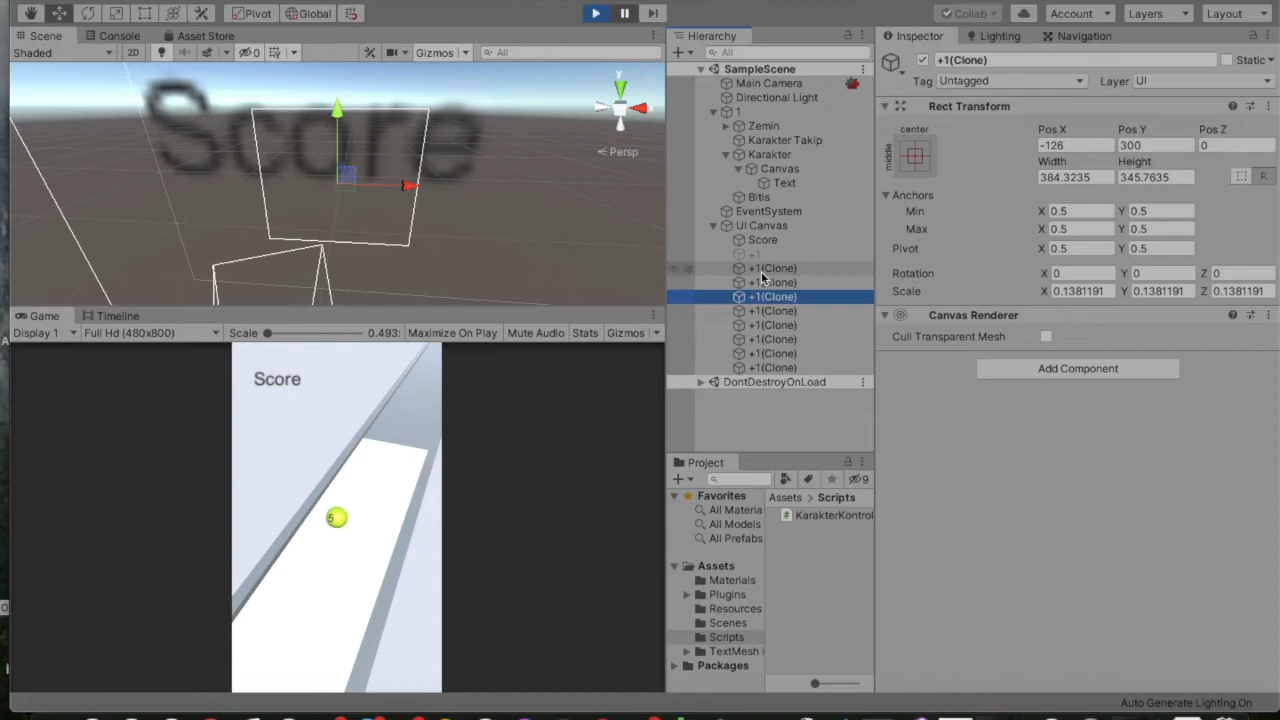 Pivot Global Collab Account Layers Layout
Scene Console Asset Store
Shaded 2D 0 Gizmos All
Score
y
x
Persp
Game Timeline
Display 1 Full Hd (480x800) Scale 0.493: Maximize On Play Mute Audio Stats Gizmos
Score
5
Hierarchy
All
SampleScene
Main Camera
Directional Light
1
Zemin
Karakter Takip
Karakter
Canvas
Text
Bitis
EventSystem
UI Canvas
Score
+1
+1(Clone)
+1(Clone)
+1(Clone)
+1(Clone)
+1(Clone)
+1(Clone)
+1(Clone)
+1(Clone)
DontDestroyOnLoad
Project
9
Favorites
All Materia
All Models
All Prefabs
Assets
Materials
Plugins
Resources
Scenes
Scripts
TextMesh
Packages
Assets > Scripts
# KarakterKontrol
Inspector Lighting Navigation
+1(Clone) Static
Tag Untagged Layer UI
Rect Transform
center
middle
Pos X Pos Y Pos Z
-126 300 0
Width Height
384.3235 345.7635 R
Anchors
Min X 0.5 Y 0.5
Max X 0.5 Y 0.5
Pivot X 0.5 Y 0.5
Rotation X 0 Y 0 Z 0
Scale X 0.1381191 Y 0.1381191 Z 0.1381191
Canvas Renderer
Cull Transparent Mesh
Add Component
Auto Generate Lighting On